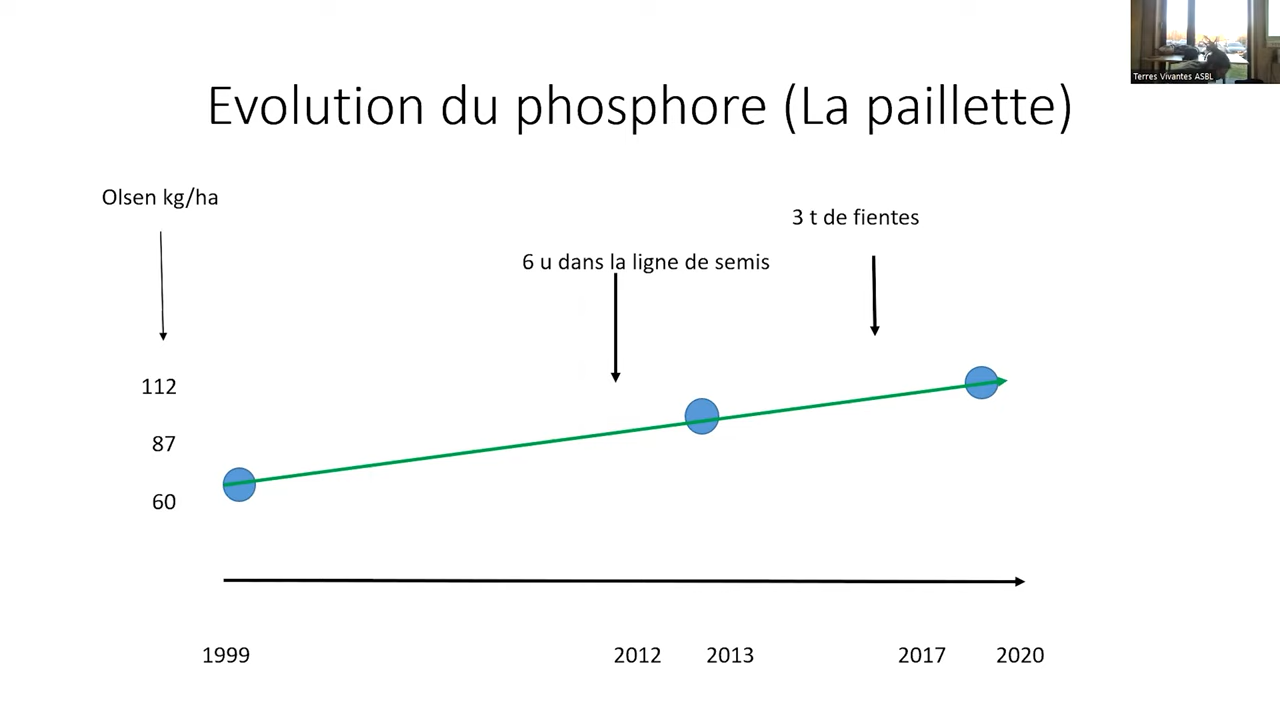 Terres Vivantes ASBL
Evolution du phosphore (La paillette)
Olsen kg/ha
3 t de fientes
6 u dans la ligne de semis
112
87
60
1999
2012
2013
2017
2020